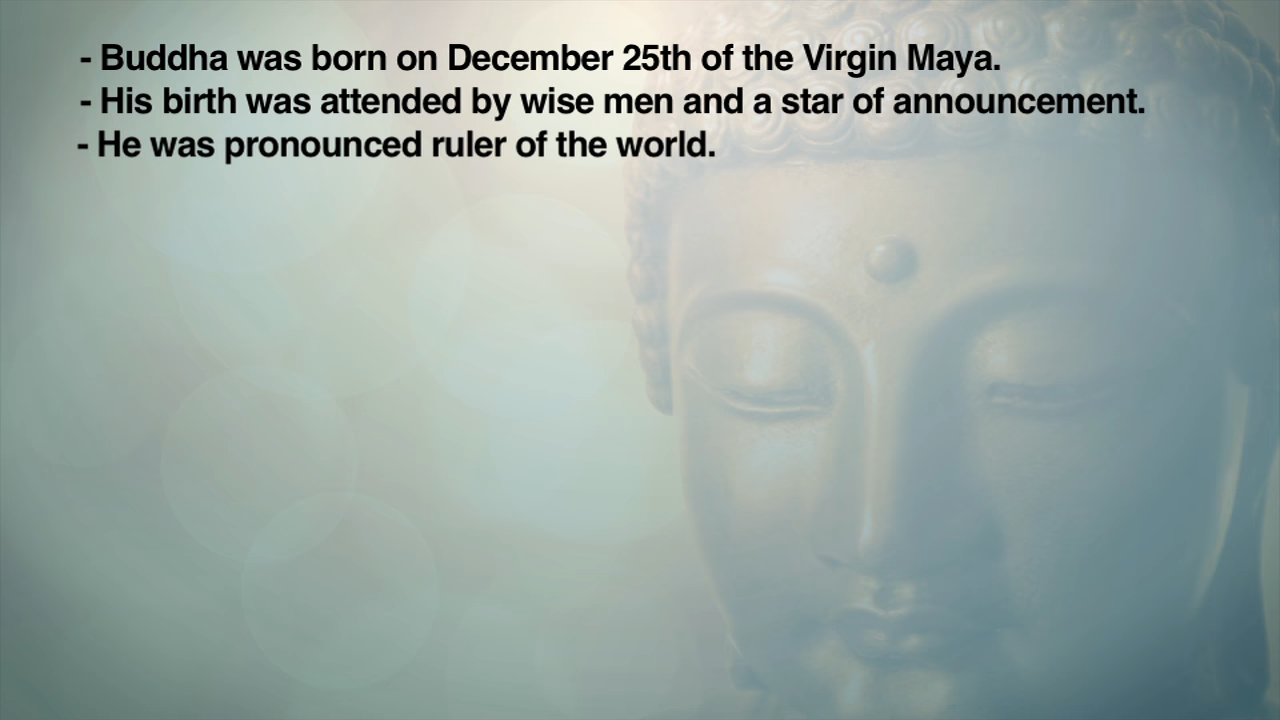 - Buddha was born on December 25th of the Virgin Maya.
- His birth was attended by wise men and a star of announcement.
- He was pronounced ruler of the world.